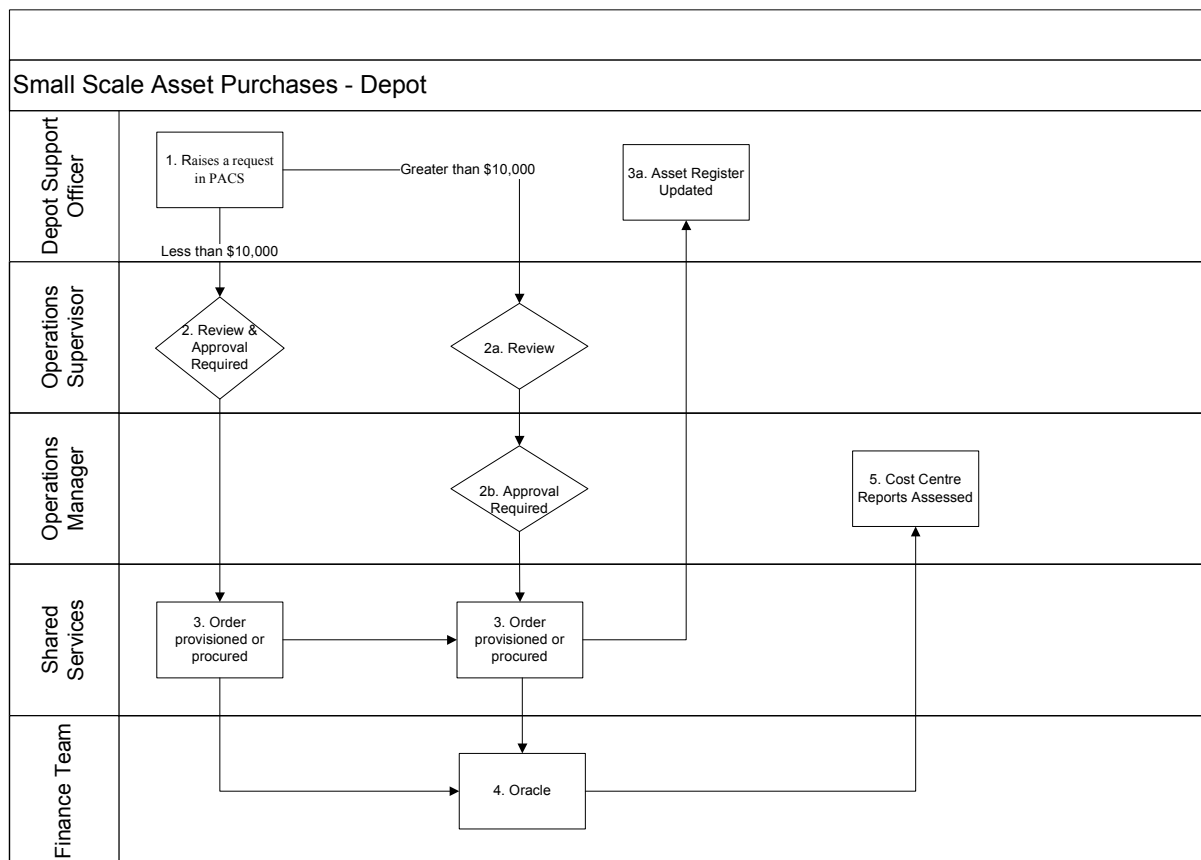 Small Scale Asset Purchases - Depot
Depot Support
Officer
1. Raises a request
in PACS
Greater than $10,000
3a. Asset Register
Updated
Less than $10,000
Operations
Supervisor
2. Review &
Approval
Required
2a. Review
Operations
Manager
2b. Approval
Required
5. Cost Centre
Reports Assessed
Shared
Services
3. Order
provisioned or
procured
3. Order
provisioned or
procured
Finance Team
4. Oracle